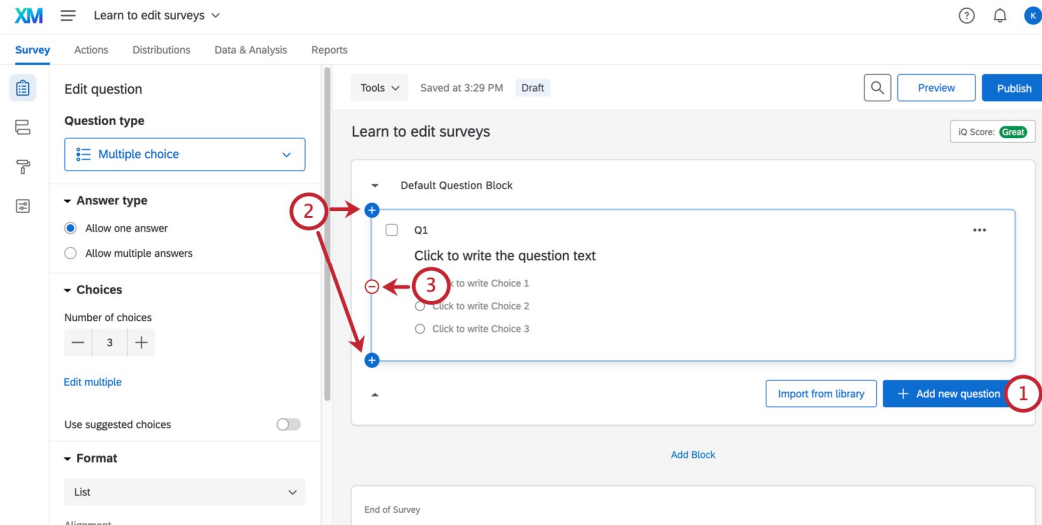 XM
Learn to edit surveys
K
Survey
Actions
Distributions
Data & Analysis
Reports
Edit question
Question type
Multiple choice
Answer type
Allow one answer
Allow multiple answers
Choices
Number of choices
3
Edit multiple
Use suggested choices
Format
List
Alignment
Tools
Saved at 3:29 PM
Draft
Preview
Publish
Learn to edit surveys
iQ Score: Great
Default Question Block
2
Q1
Click to write the question text
3
to write Choice 1
Click to write Choice 2
Click to write Choice 3
Import from library
+ Add new question
1
Add Block
End of Survey